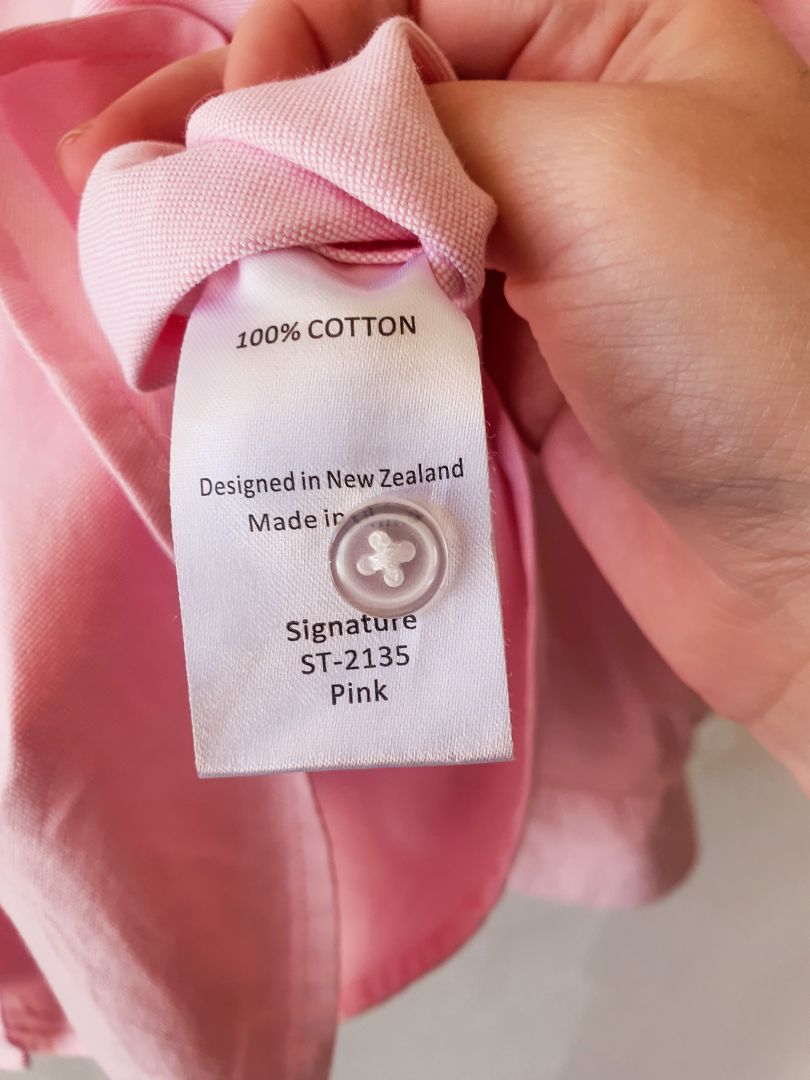 100% COTTON
Designed in New Zealand
Made in
Signature
ST-2135
Pink